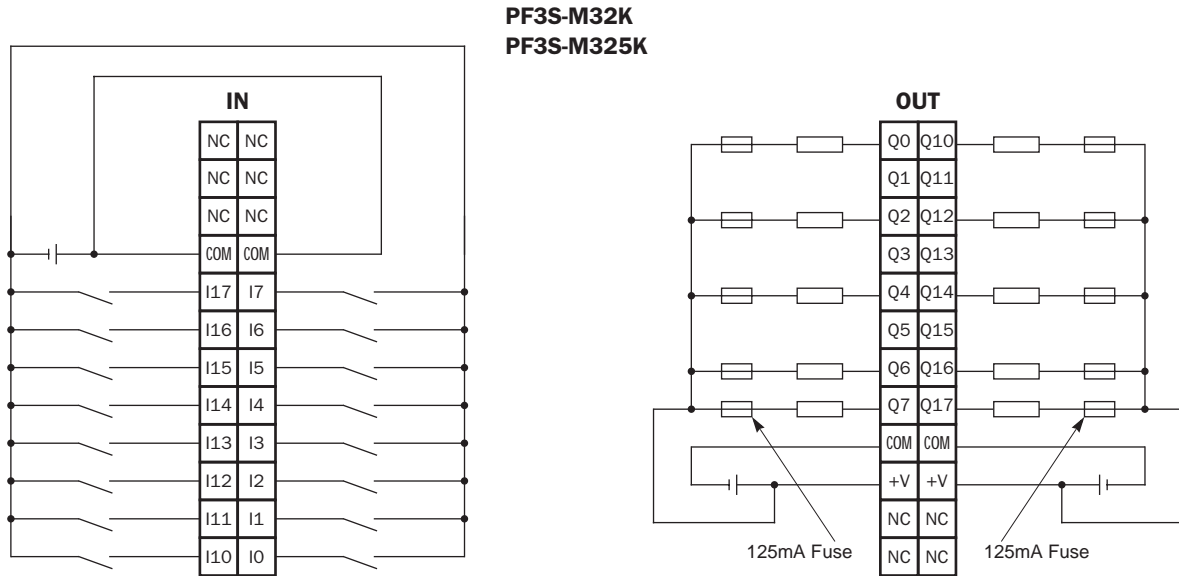 PF3S-M32K
PF3S-M325K
IN
NC NC
NC NC
NC NC
COM COM
I17 I7
I16 I6
I15 I5
I14 I4
I13 I3
I12 I2
I11 I1
I10 I0
OUT
Q0 Q10
Q1 Q11
Q2 Q12
Q3 Q13
Q4 Q14
Q5 Q15
Q6 Q16
Q7 Q17
COM COM
+V +V
NC NC
NC NC
125mA Fuse
125mA Fuse